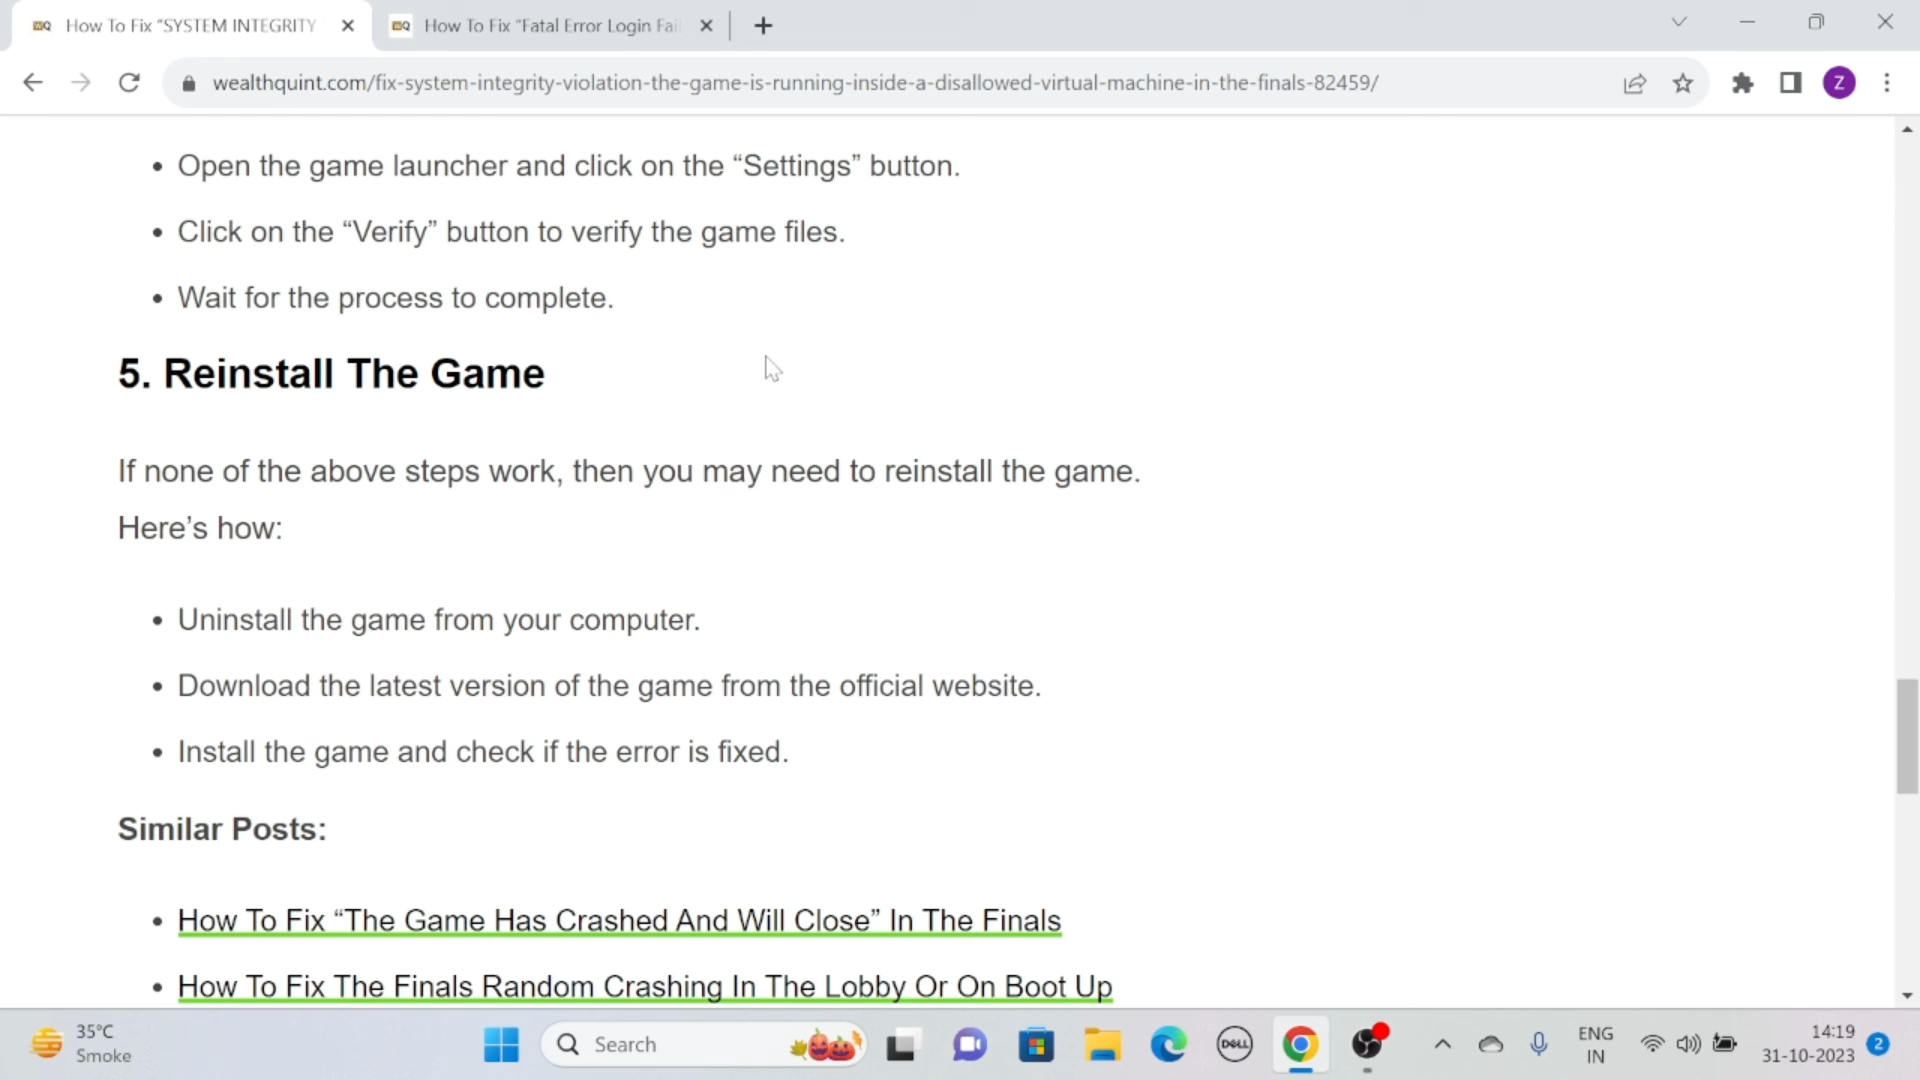 How To Fix “SYSTEM INTEGRITY
How To Fix “Fatal Error Login Fai
wealthquint.com/fix-system-integrity-violation-the-game-is-running-inside-a-disallowed-virtual-machine-in-the-finals-82459/
Z
• Open the game launcher and click on the “Settings” button.
• Click on the “Verify” button to verify the game files.
• Wait for the process to complete.
5. Reinstall The Game
If none of the above steps work, then you may need to reinstall the game.
Here’s how:
• Uninstall the game from your computer.
• Download the latest version of the game from the official website.
• Install the game and check if the error is fixed.
Similar Posts:
• How To Fix “The Game Has Crashed And Will Close” In The Finals
• How To Fix The Finals Random Crashing In The Lobby Or On Boot Up
35°C
Smoke
Search
DELL
ENG
IN
14:19
31-10-2023
2